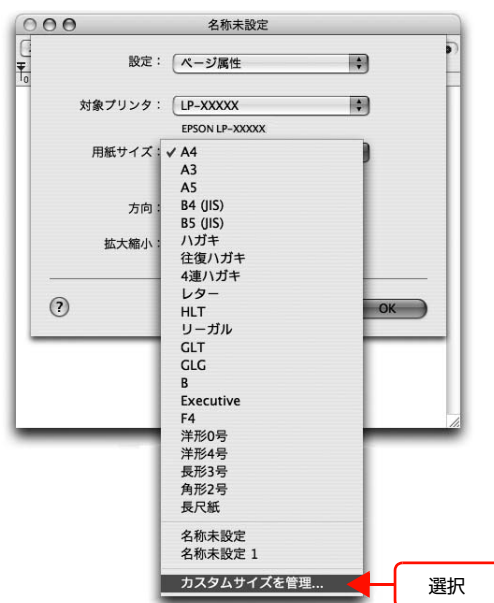 名称未設定
設定：
ページ属性
対象プリンタ：
LP-XXXXX
EPSON LP-XXXXX
用紙サイズ：
✓ A4
A3
A5
B4 (JIS)
B5 (JIS)
ハガキ
往復ハガキ
4連ハガキ
レター
HLT
リーガル
GLT
GLG
B
Executive
F4
洋形0号
洋形4号
長形3号
角形2号
長尺紙
名称未設定
名称未設定 1
カスタムサイズを管理...
方向：
拡大縮小：
?
OK
選択